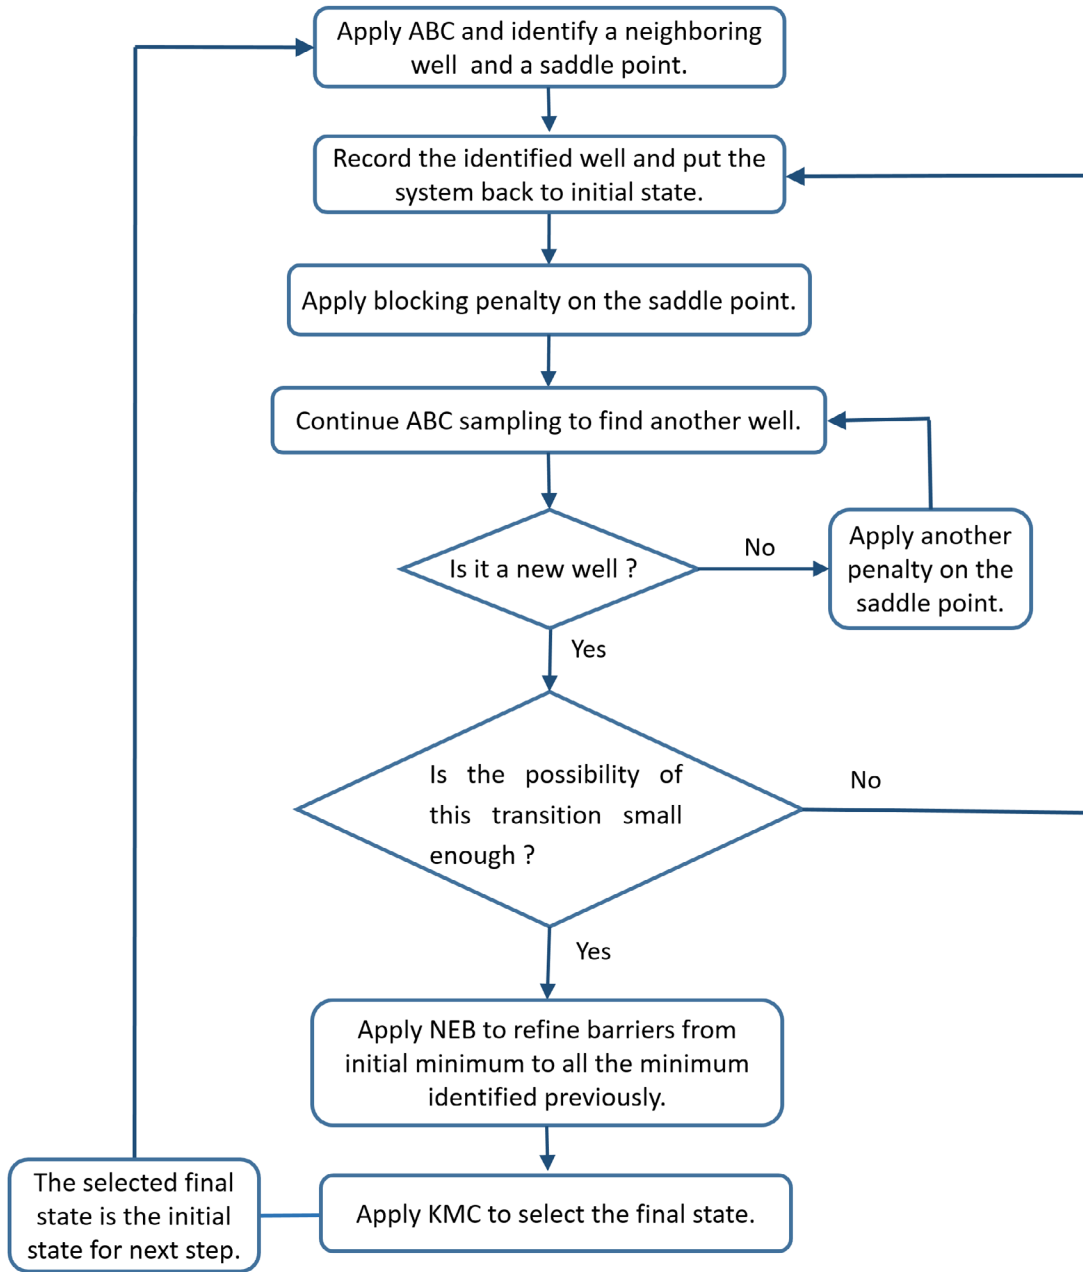 Apply ABC and identify a neighboring
well and a saddle point.
Record the identified well and put the
system back to initial state.
Apply blocking penalty on the saddle point.
Continue ABC sampling to find another well.
Is it a new well ?
No
Apply another
penalty on the
saddle point.
Yes
Is the possibility of
this transition small
enough ?
No
Yes
Apply NEB to refine barriers from
initial minimum to all the minimum
identified previously.
Apply KMC to select the final state.
The selected final
state is the initial
state for next step.